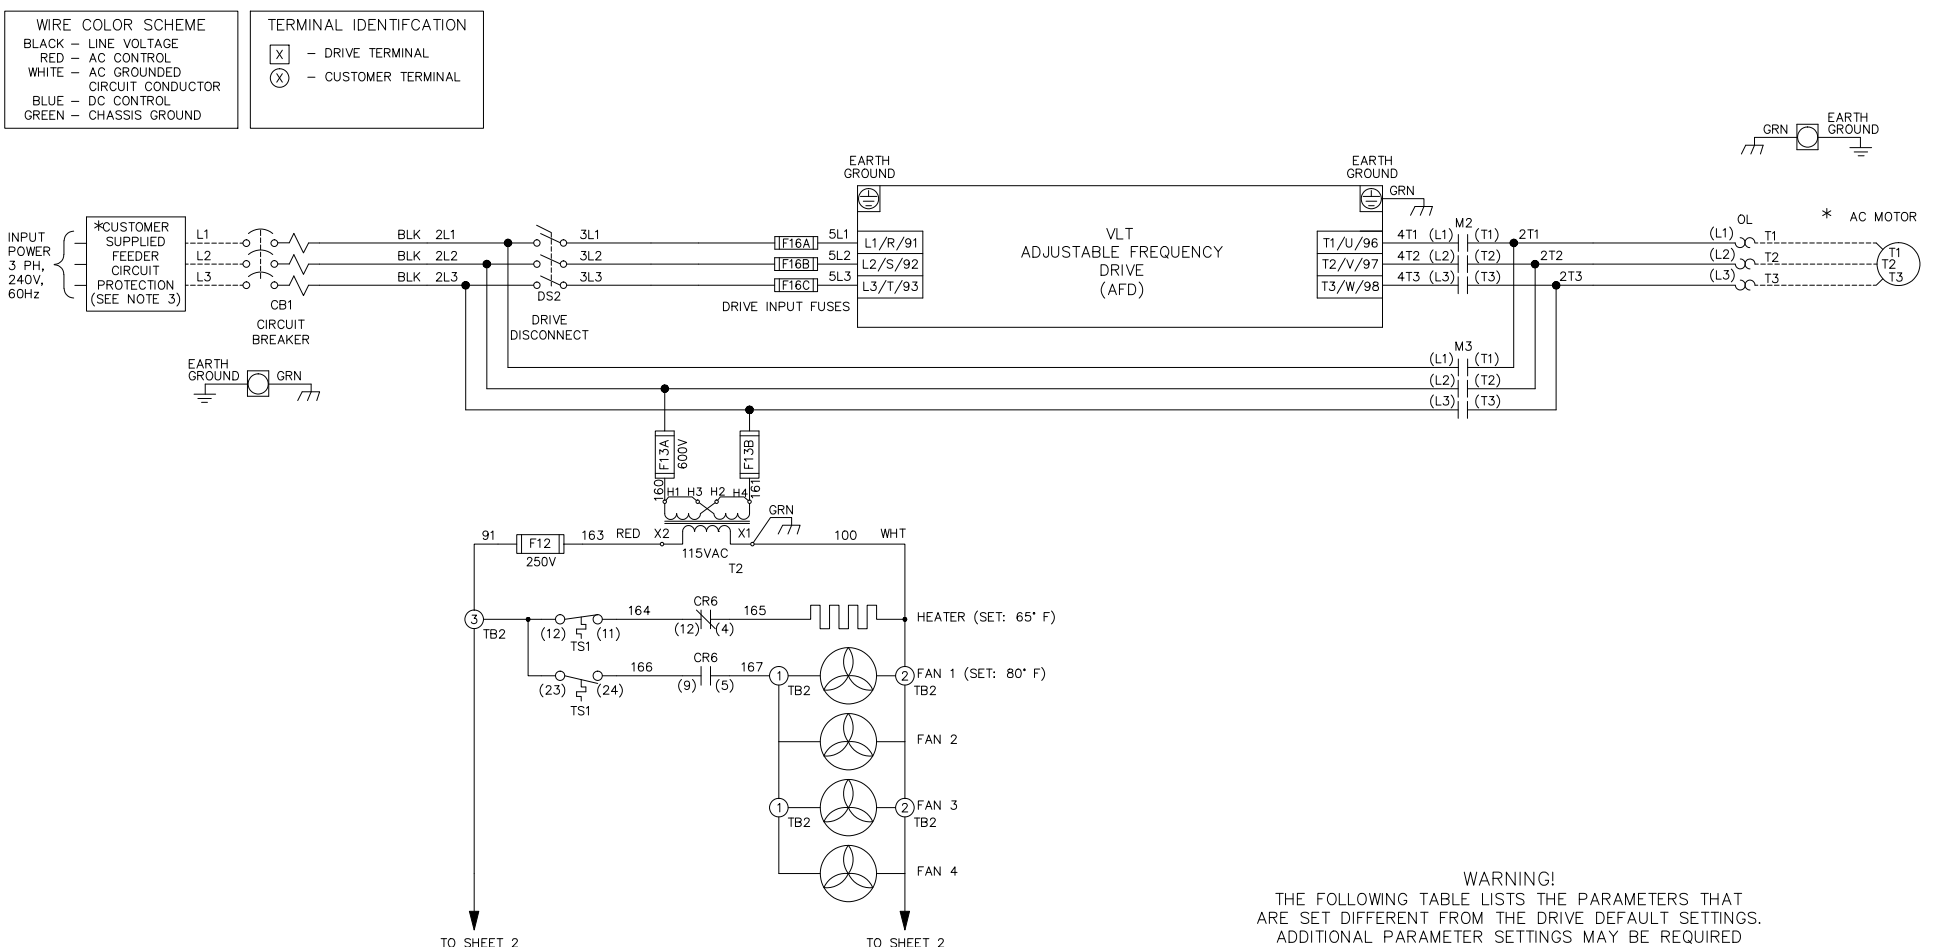 WIRE COLOR SCHEME
BLACK – LINE VOLTAGE
RED – AC CONTROL
WHITE – AC GROUNDED
CIRCUIT CONDUCTOR
BLUE – DC CONTROL
GREEN – CHASSIS GROUND
TERMINAL IDENTIFCATION
X – DRIVE TERMINAL
X – CUSTOMER TERMINAL
GRN
EARTH
GROUND
INPUT
POWER
3 PH,
240V,
60Hz
*CUSTOMER
SUPPLIED
FEEDER
CIRCUIT
PROTECTION
(SEE NOTE 3)
L1
L2
L3
CB1
CIRCUIT
BREAKER
BLK 2L1
BLK 2L2
BLK 2L3
DS2
DRIVE
DISCONNECT
3L1
3L2
3L3
F16A
F16B
F16C
DRIVE INPUT FUSES
5L1
5L2
5L3
EARTH
GROUND
L1/R/91
L2/S/92
L3/T/93
VLT
ADJUSTABLE FREQUENCY
DRIVE
(AFD)
EARTH
GROUND
GRN
T1/U/96
T2/V/97
T3/W/98
4T1 (L1) M2 (T1) 2T1
4T2 (L2) (T2) 2T2
4T3 (L3) (T3) 2T3
OL
(L1) T1
(L2) T2
(L3) T3
* AC MOTOR
T1
T2
T3
EARTH
GROUND
GRN
M3
(L1) (T1)
(L2) (T2)
(L3) (T3)
F13A
600V
F13B
160
161
H1 H3 H2 H4
GRN
91
F12
250V
163 RED X2
X1
100 WHT
115VAC
T2
3
TB2
(12) (11)
TS1
164
CR6
(12) (4)
165
HEATER (SET: 65° F)
(23) (24)
TS1
166
CR6
(9) (5)
167
1
TB2
2
TB2
FAN 1 (SET: 80° F)
FAN 2
1
TB2
2
TB2
FAN 3
FAN 4
TO SHEET 2
TO SHEET 2
WARNING!
THE FOLLOWING TABLE LISTS THE PARAMETERS THAT
ARE SET DIFFERENT FROM THE DRIVE DEFAULT SETTINGS.
ADDITIONAL PARAMETER SETTINGS MAY BE REQUIRED